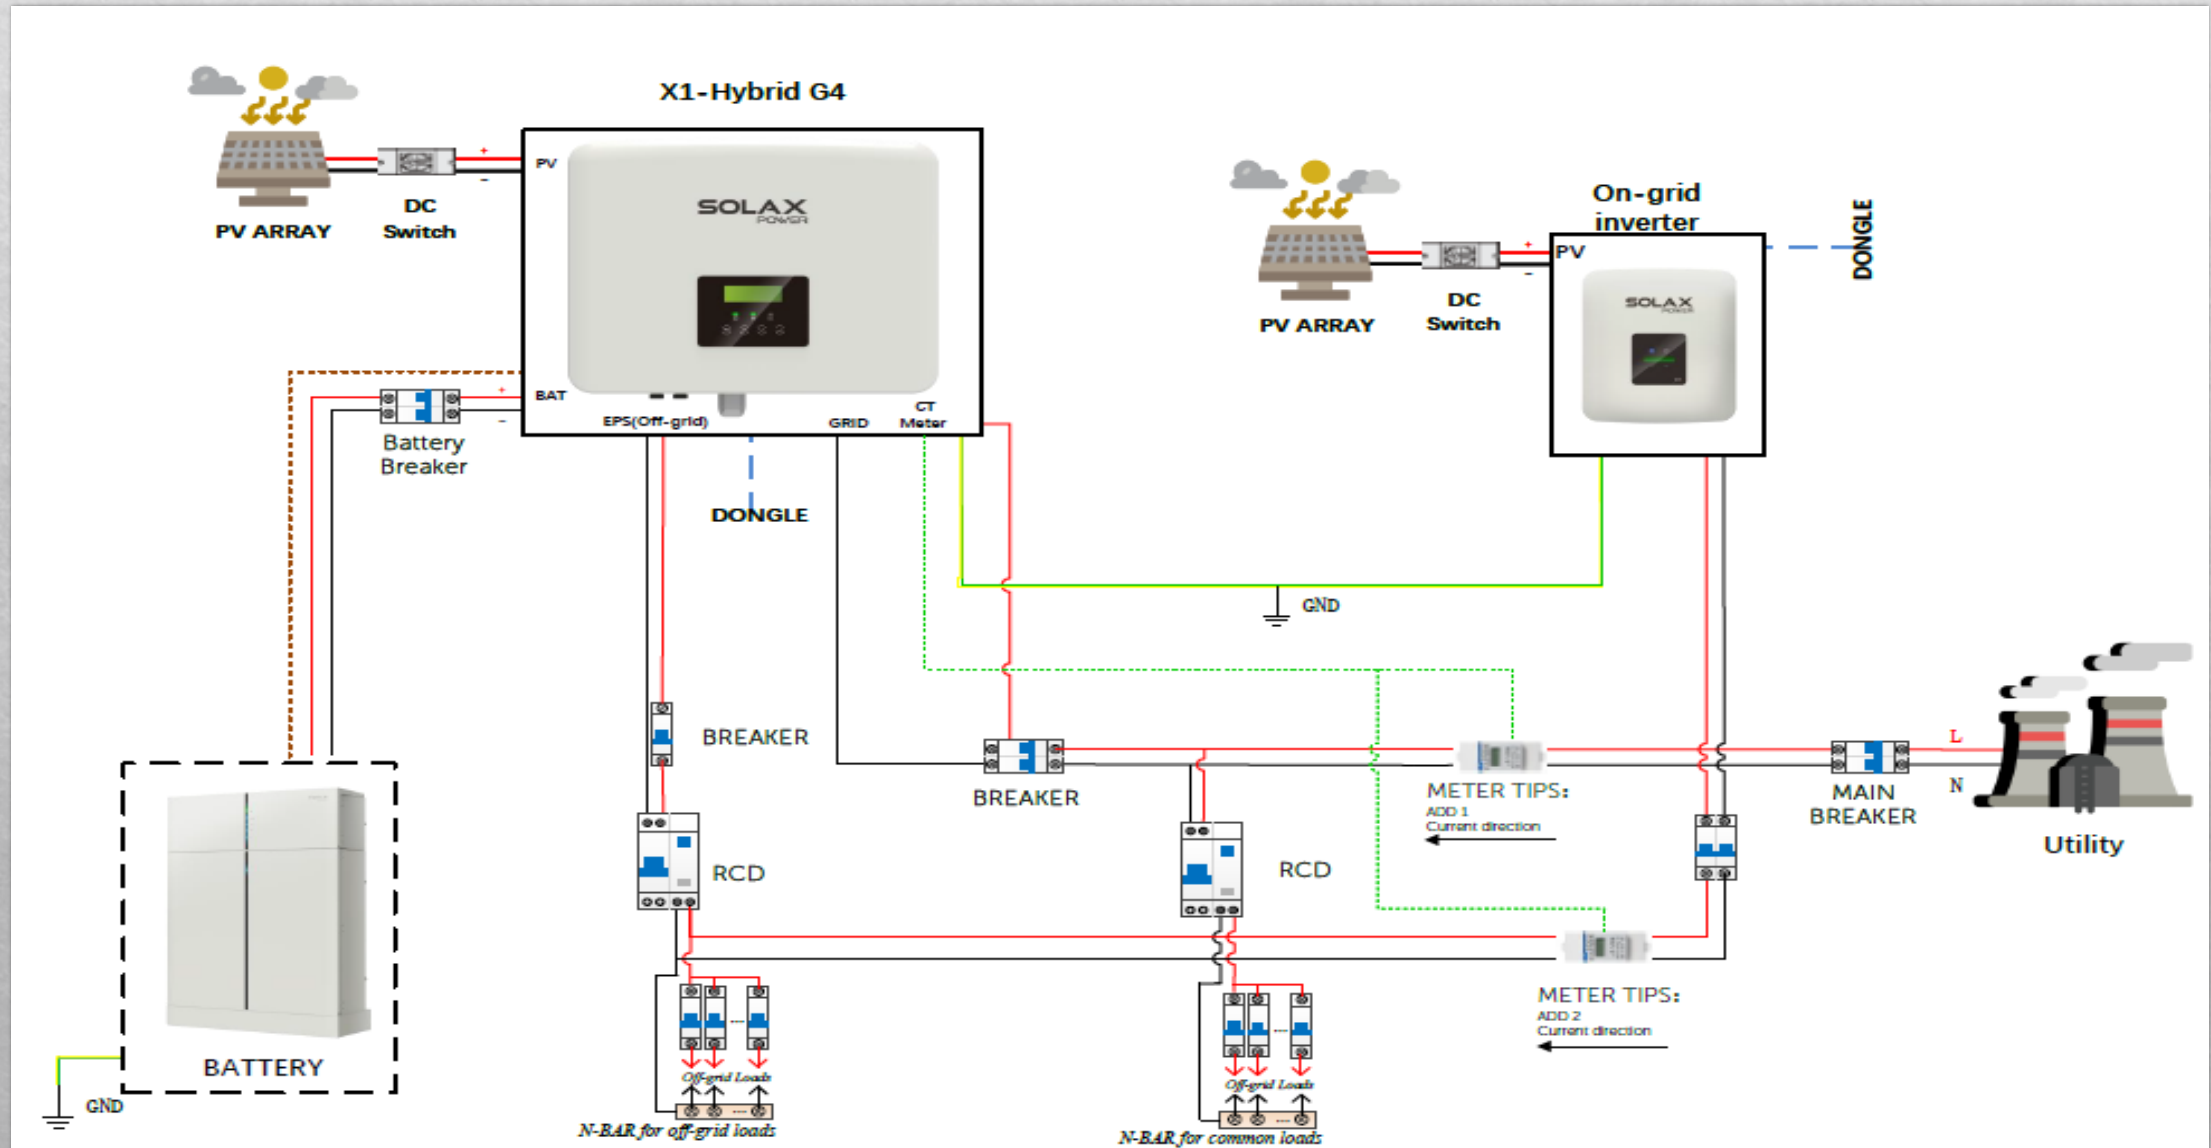 X1-Hybrid G4
PV
+
-
SOLAX
POWER
PV ARRAY
DC
Switch
On-grid
inverter
PV
+
-
DONGLE
SOLAX
POWER
PV ARRAY
DC
Switch
BAT
+
-
EPS(Off-grid)
GRID
CT
Meter
Battery
Breaker
DONGLE
GND
BREAKER
BREAKER
L
N
METER TIPS:
ADD 1
Current direction
MAIN
BREAKER
Utility
RCD
RCD
METER TIPS:
ADD 2
Current direction
BATTERY
GND
Off-grid Loads
Off-grid Loads
N-BAR for off-grid loads
N-BAR for common loads